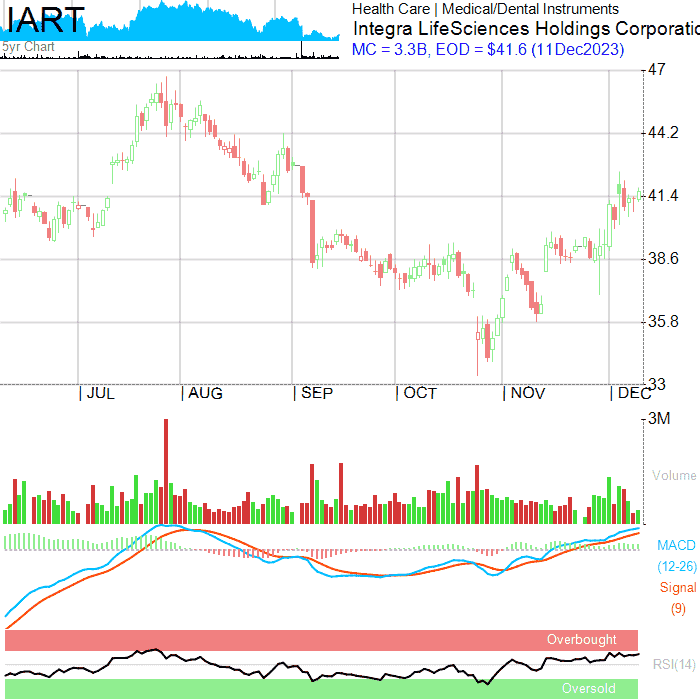 IART
5yr Chart
Health Care | Medical/Dental Instruments
Integra LifeSciences Holdings Corporatio
MC = 3.3B, EOD = $41.6 (11Dec2023)
47
44.2
41.4
38.6
35.8
33
JUL AUG SEP OCT NOV DEC
3M
Volume
MACD
(12-26)
Signal
(9)
Overbought
RSI(14)
Oversold